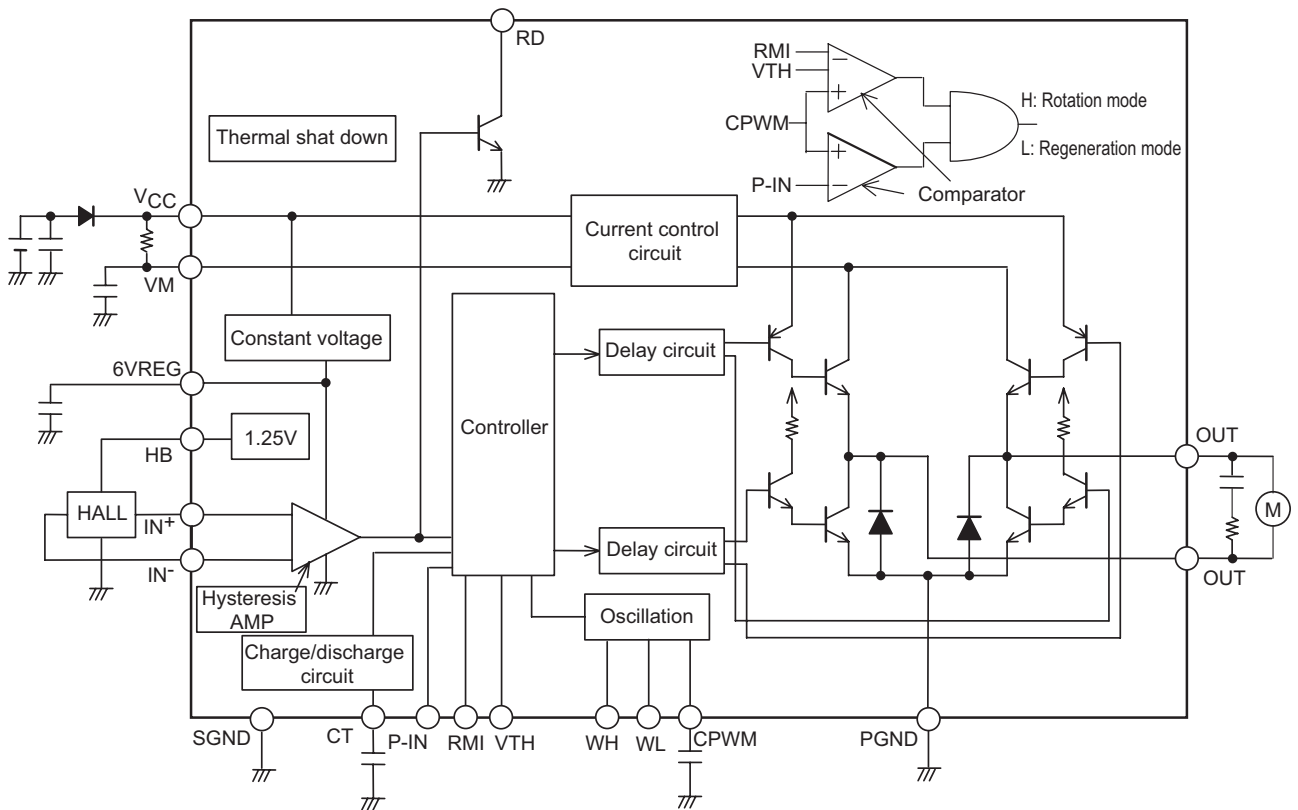 RD
RMI
VTH
CPWM
P-IN
H: Rotation mode
L: Regeneration mode
Comparator
Thermal shat down
VCC
VM
Current control
circuit
Constant voltage
6VREG
1.25V
HB
HALL
IN+
IN-
Hysteresis
AMP
Controller
Delay circuit
Delay circuit
Oscillation
Charge/discharge
circuit
OUT
M
OUT
SGND
CT
P-IN
RMI
VTH
WH
WL
CPWM
PGND